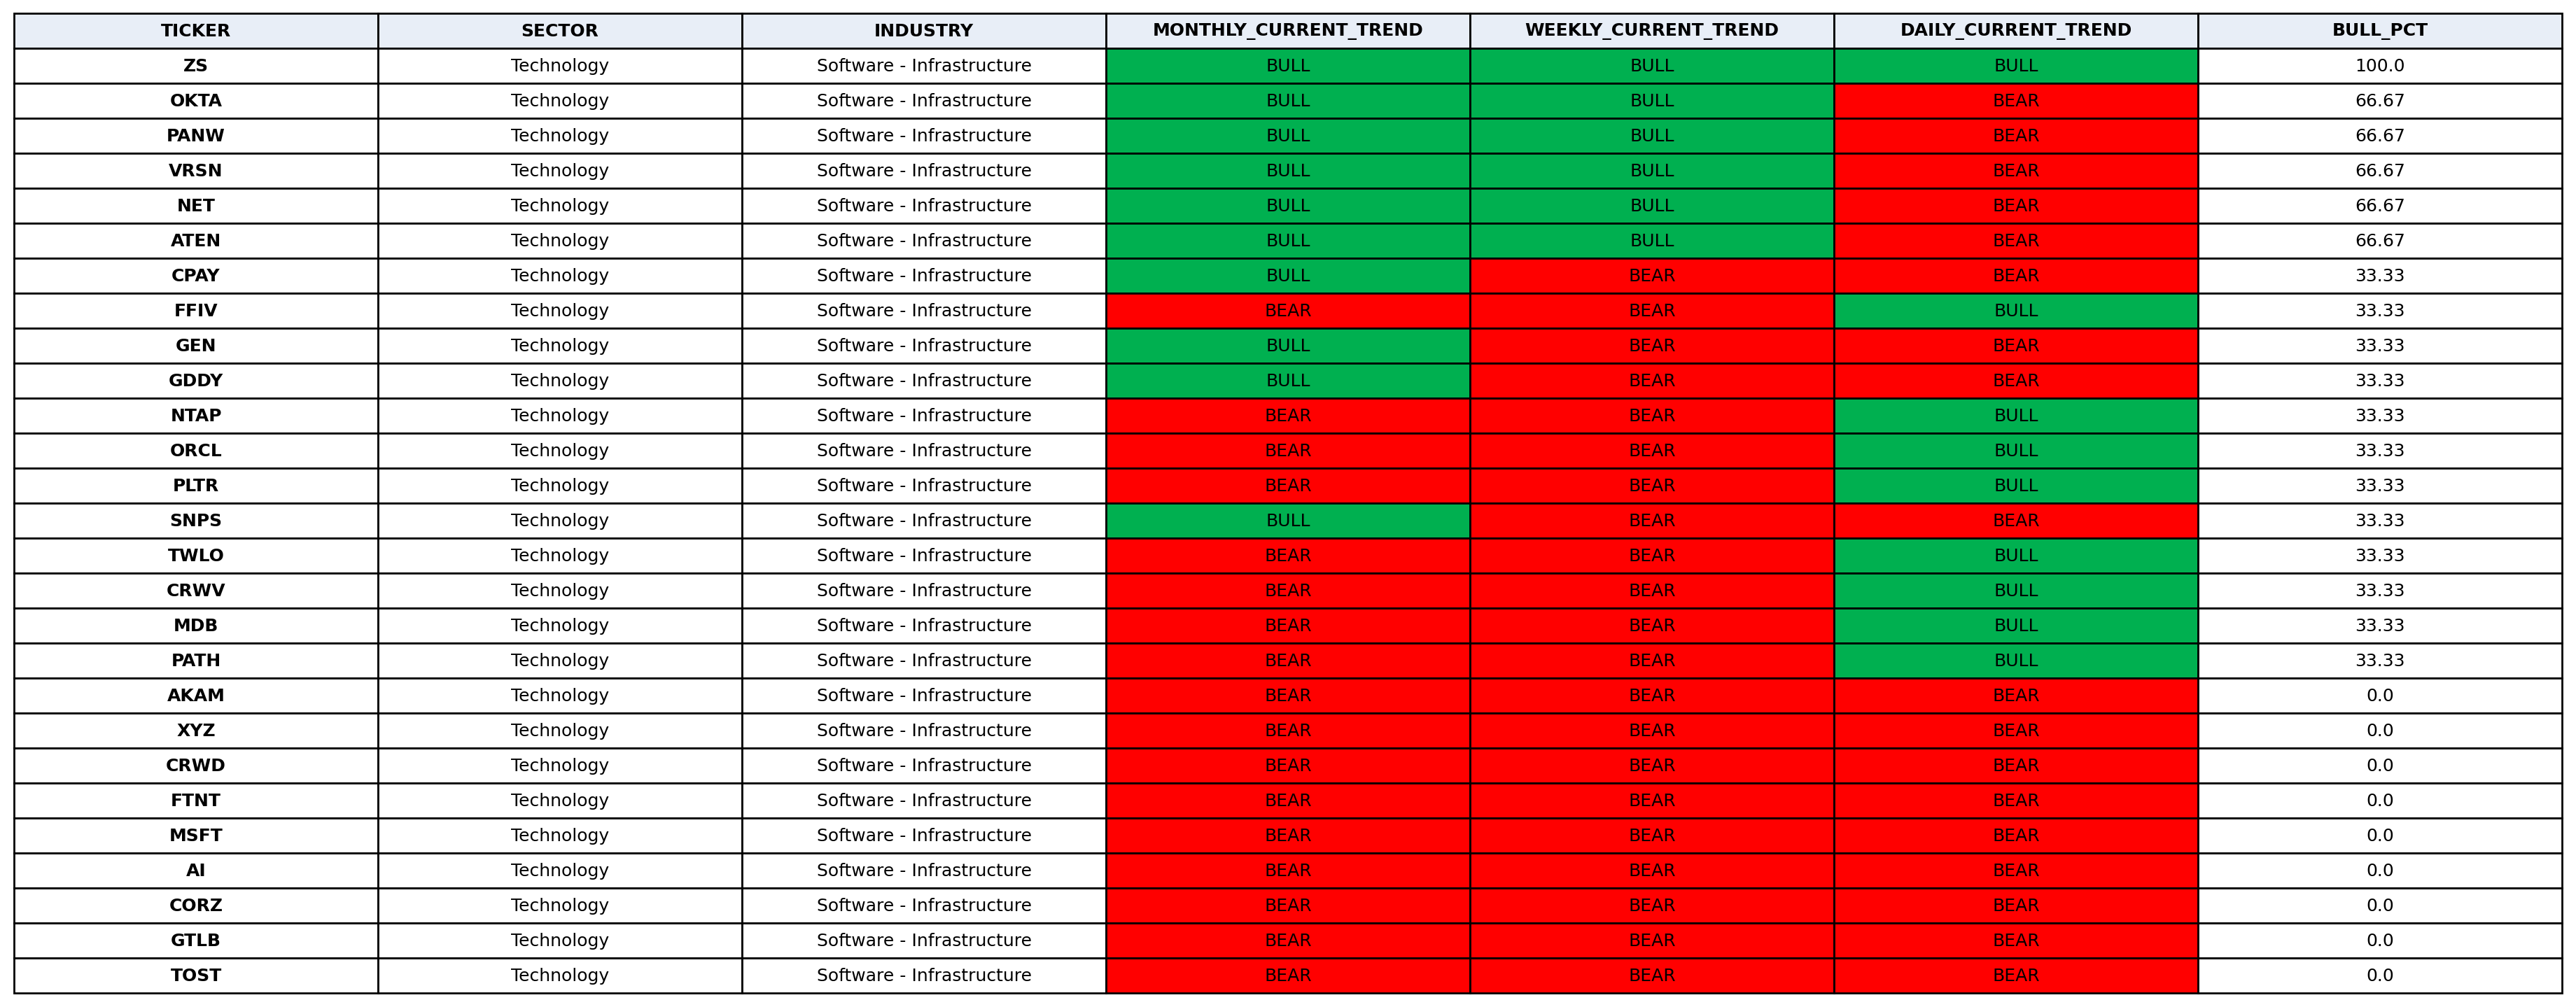 TICKER SECTOR INDUSTRY MONTHLY_CURRENT_TREND WEEKLY_CURRENT_TREND DAILY_CURRENT_TREND BULL_PCT
ZS Technology Software - Infrastructure BULL BULL BULL 100.0
OKTA Technology Software - Infrastructure BULL BULL BEAR 66.67
PANW Technology Software - Infrastructure BULL BULL BEAR 66.67
VRSN Technology Software - Infrastructure BULL BULL BEAR 66.67
NET Technology Software - Infrastructure BULL BULL BEAR 66.67
ATEN Technology Software - Infrastructure BULL BULL BEAR 66.67
CPAY Technology Software - Infrastructure BULL BEAR BEAR 33.33
FFIV Technology Software - Infrastructure BEAR BEAR BULL 33.33
GEN Technology Software - Infrastructure BULL BEAR BEAR 33.33
GDDY Technology Software - Infrastructure BULL BEAR BEAR 33.33
NTAP Technology Software - Infrastructure BEAR BEAR BULL 33.33
ORCL Technology Software - Infrastructure BEAR BEAR BULL 33.33
PLTR Technology Software - Infrastructure BEAR BEAR BULL 33.33
SNPS Technology Software - Infrastructure BULL BEAR BEAR 33.33
TWLO Technology Software - Infrastructure BEAR BEAR BULL 33.33
CRWV Technology Software - Infrastructure BEAR BEAR BULL 33.33
MDB Technology Software - Infrastructure BEAR BEAR BULL 33.33
PATH Technology Software - Infrastructure BEAR BEAR BULL 33.33
AKAM Technology Software - Infrastructure BEAR BEAR BEAR 0.0
XYZ Technology Software - Infrastructure BEAR BEAR BEAR 0.0
CRWD Technology Software - Infrastructure BEAR BEAR BEAR 0.0
FTNT Technology Software - Infrastructure BEAR BEAR BEAR 0.0
MSFT Technology Software - Infrastructure BEAR BEAR BEAR 0.0
AI Technology Software - Infrastructure BEAR BEAR BEAR 0.0
CORZ Technology Software - Infrastructure BEAR BEAR BEAR 0.0
GTLB Technology Software - Infrastructure BEAR BEAR BEAR 0.0
TOST Technology Software - Infrastructure BEAR BEAR BEAR 0.0